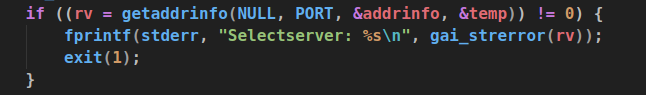 if ((rv = getaddrinfo(NULL, PORT, &addrinfo, &temp)) != 0) {
    fprintf(stderr, "Selectserver: %s\n", gai_strerror(rv));
    exit(1);
}